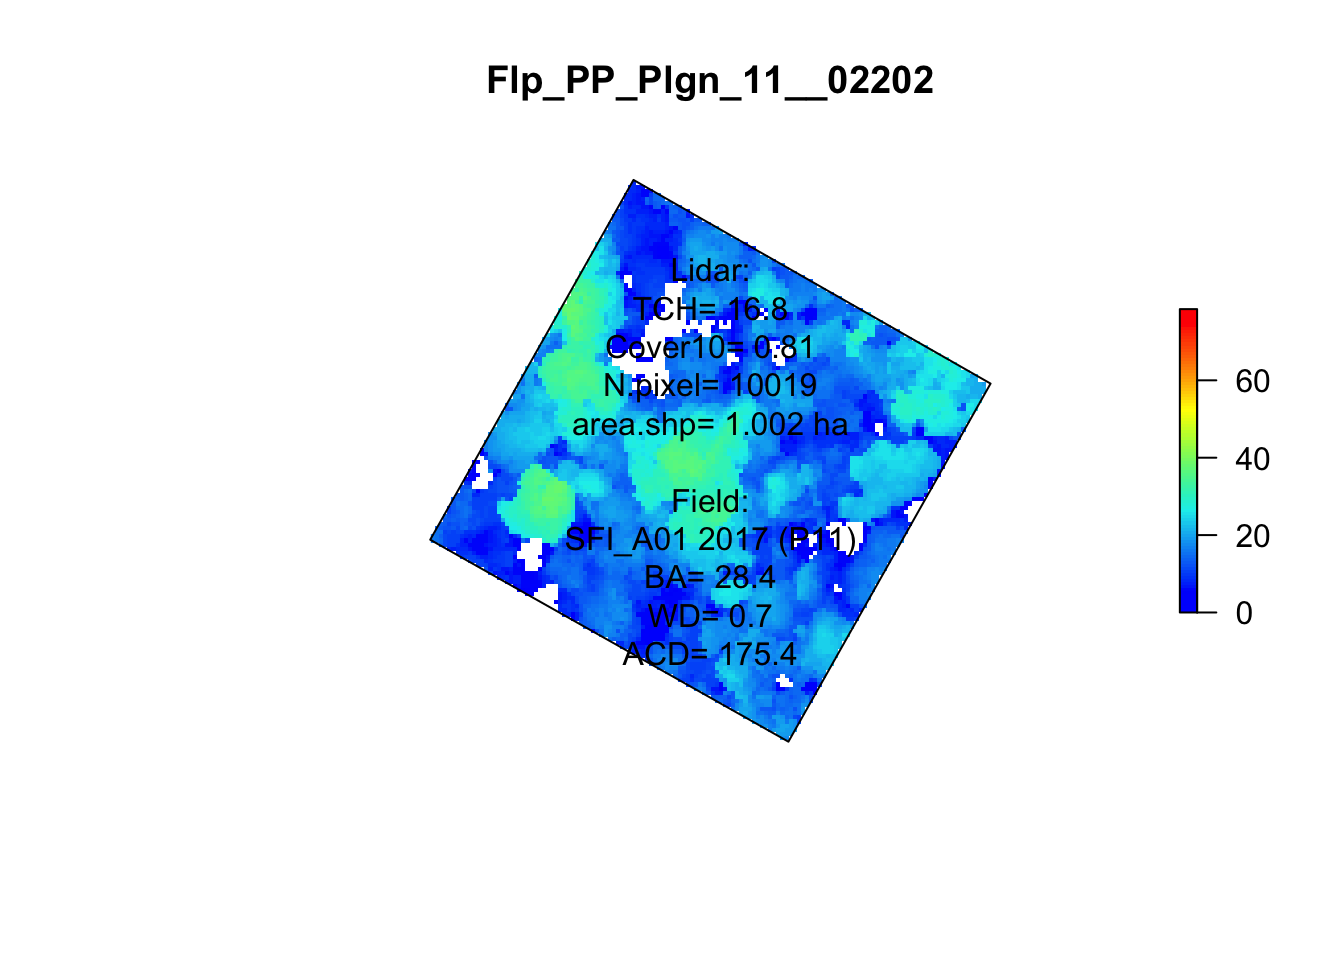 Flp_PP_Plgn_11__02202
Lidar:
TCH= 16.8
Cover10= 0.81
N.pixel= 10019
area.shp= 1.002 ha
Field:
SFI_A01 2017 (P11)
BA= 28.4
WD= 0.7
ACD= 175.4
60
40
20
0